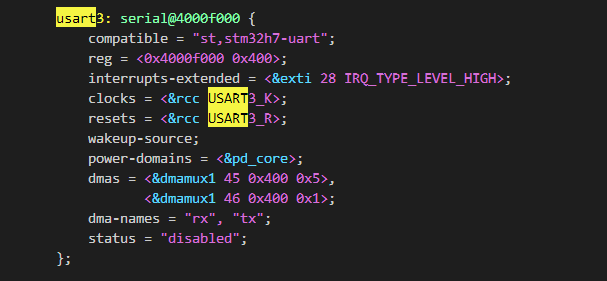 usart3: serial@4000f000 {
compatible = "st,stm32h7-uart";
reg = <0x4000f000 0x400>;
interrupts-extended = <&exti 28 IRQ_TYPE_LEVEL_HIGH>;
clocks = <&rcc USART3_K>;
resets = <&rcc USART3_R>;
wakeup-source;
power-domains = <&pd_core>;
dmas = <&dmamux1 45 0x400 0x5>,
<&dmamux1 46 0x400 0x1>;
dma-names = "rx", "tx";
status = "disabled";
};